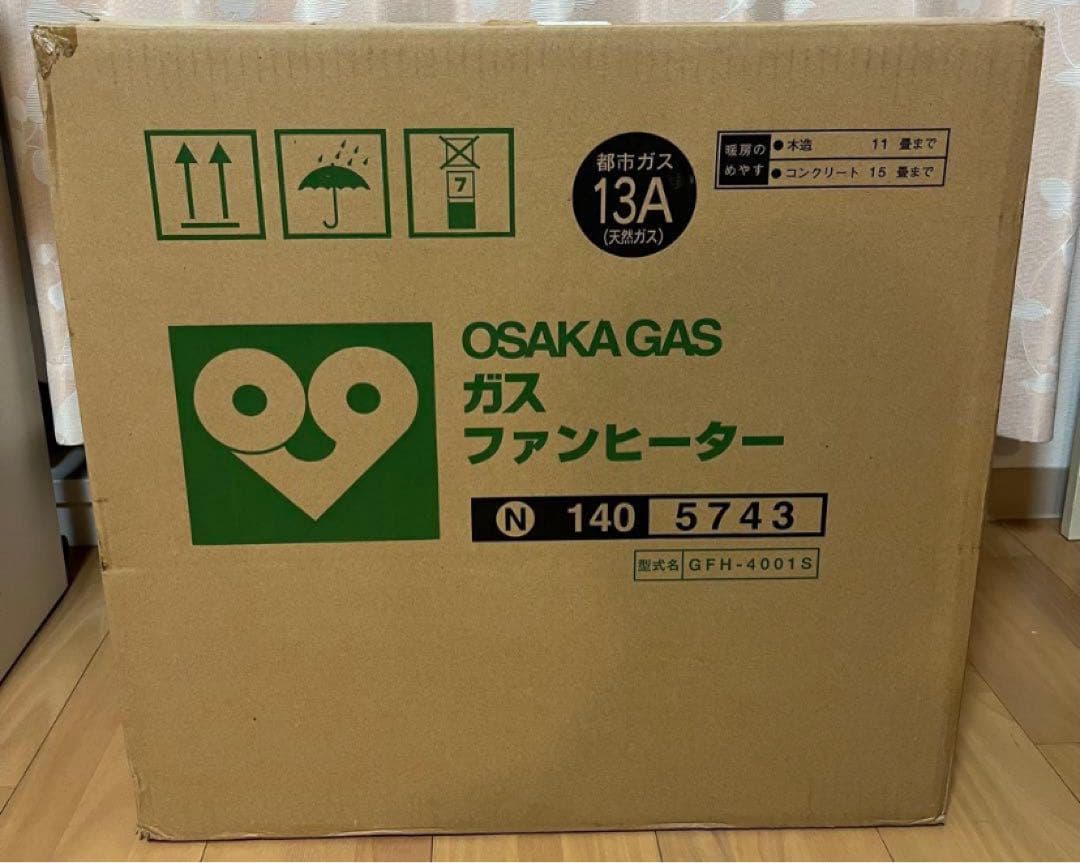 7
都市ガス
13A
(天然ガス)
暖房の
めやす
●木造 11 畳まで
●コンクリート 15 畳まで
OSAKA GAS
ガス
ファンヒーター
N 140 5743
型式名 GFH-4001S